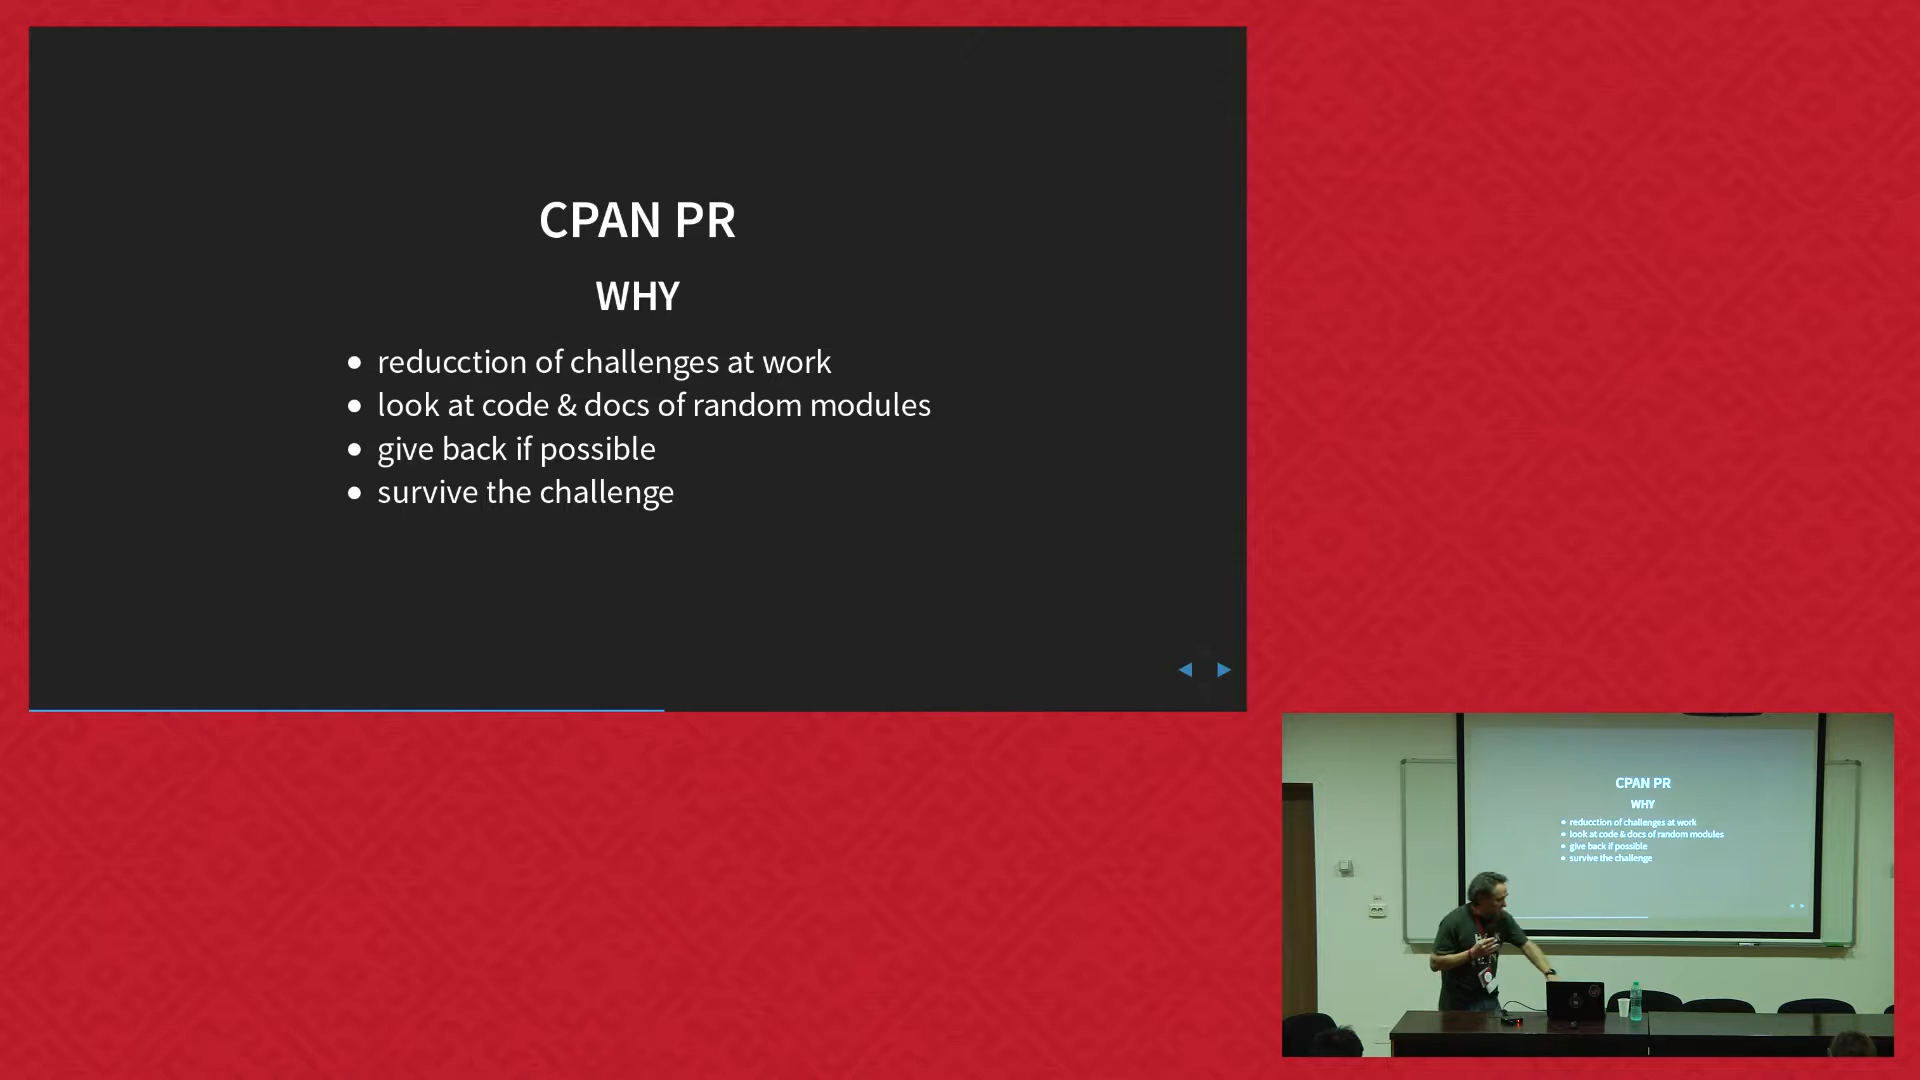 CPAN PR
WHY
reducction of challenges at work
look at code & docs of random modules
give back if possible
survive the challenge
CPAN PR
WHY
reducction of challenges at work
look at code & docs of random modules
give back if possible
survive the challenge